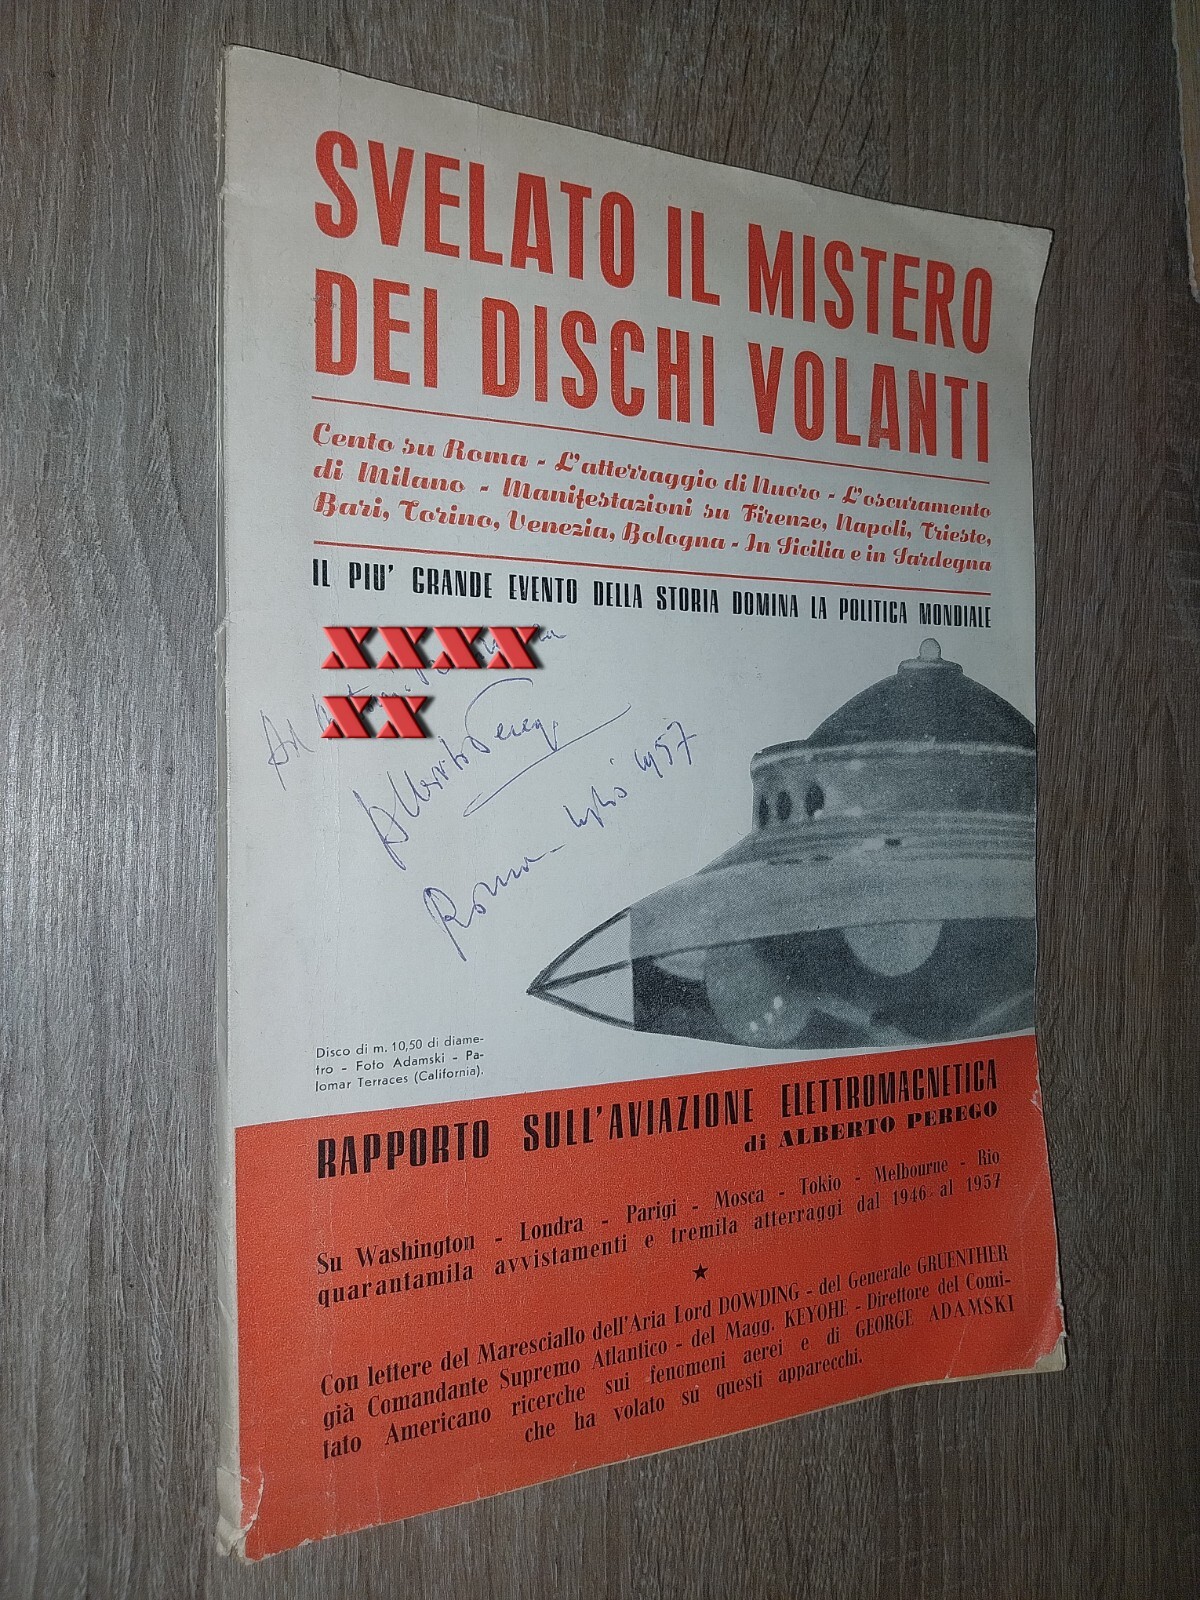 SVELATO IL MISTERO
DEI DISCHI VOLANTI
Cento su Roma - L'atterraggio di Nuoro - L'oscuramento
di Milano - Manifestazioni su Firenze, Napoli, Trieste,
Bari, Torino, Venezia, Bologna - In Sicilia e in Sardegna
IL PIU' GRANDE EVENTO DELLA STORIA DOMINA LA POLITICA MONDIALE
XXXX
XX
Ad
Alberto Perego
Roma - luglio 1957
Disco di m. 10,50 di diame-
tro - Foto Adamski - Pa-
lomar Terraces (California).
RAPPORTO SULL'AVIAZIONE ELETTROMAGNETICA
di ALBERTO PEREGO
Su Washington - Londra - Parigi - Mosca - Tokio - Melbourne - Rio
quarantamila avvistamenti e tremila atterraggi dal 1946 al 1957
Con lettere del Maresciallo dell'Aria Lord DOWDING - del Generale GRUENTHER
già Comandante Supremo Atlantico - del Magg. KEYOHE - Direttore del Comi-
tato Americano ricerche sui fenomeni aerei e di GEORGE ADAMSKI
che ha volato su questi apparecchi.